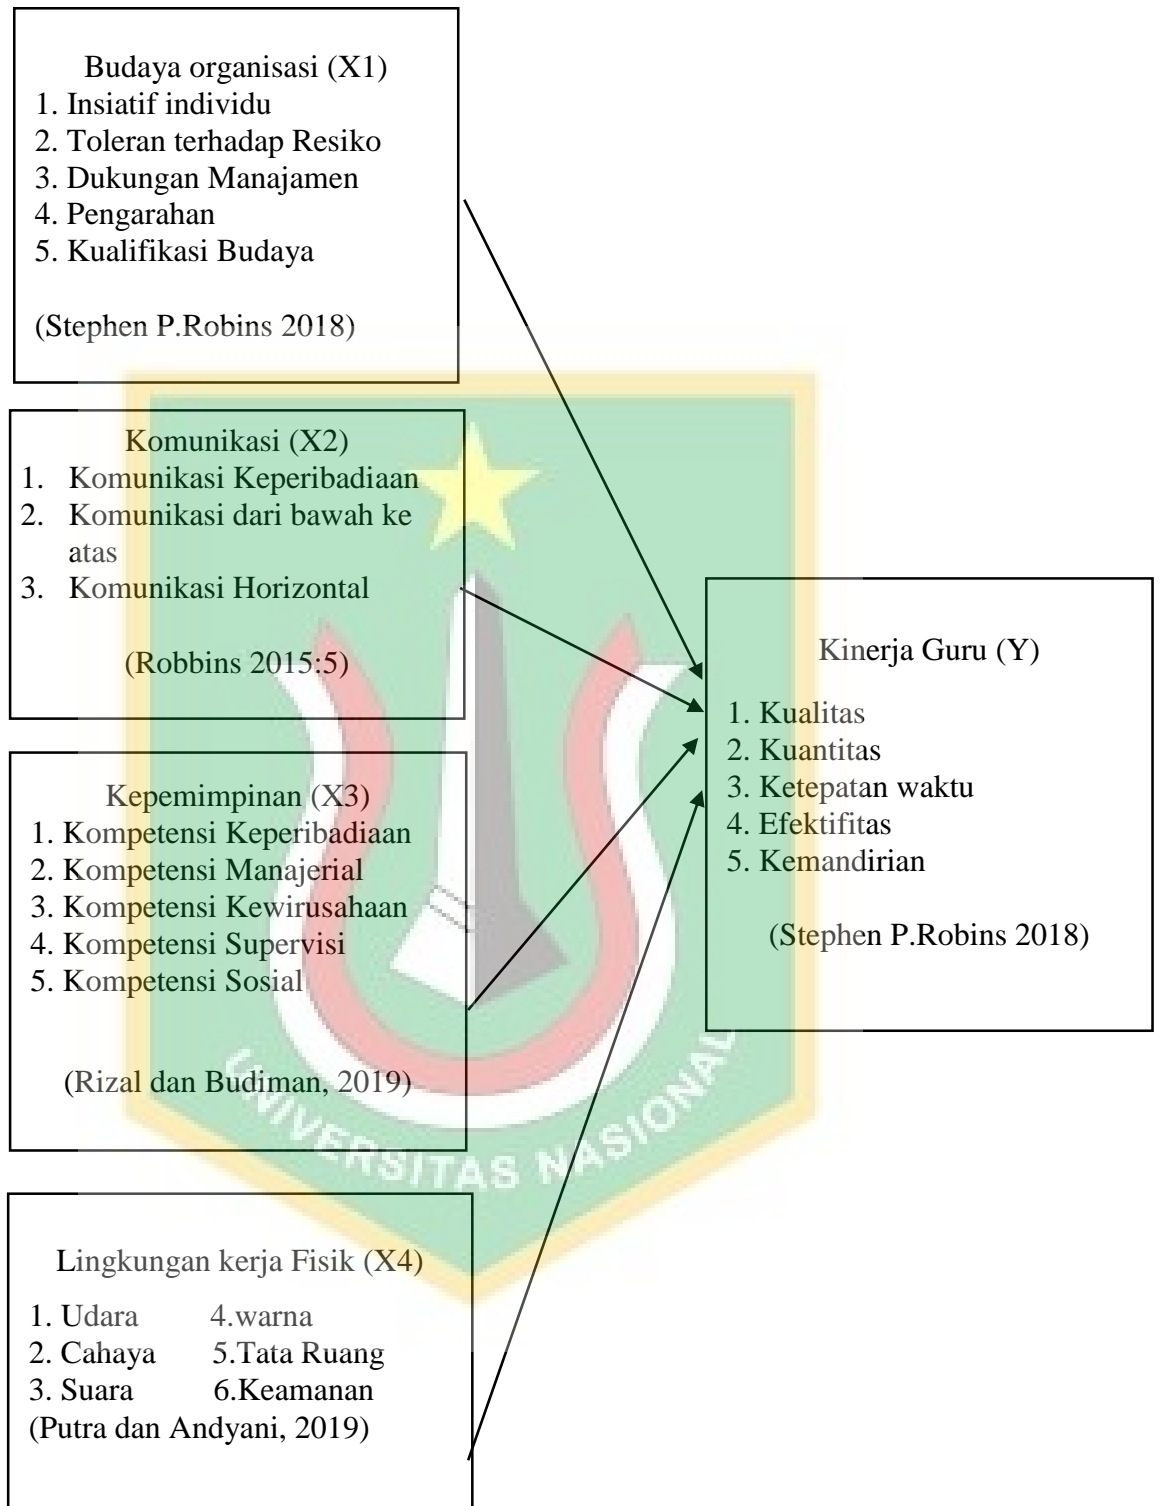 Budaya organisasi (X1)
1. Insiatif individu
2. Toleran terhadap Resiko
3. Dukungan Manajamen
4. Pengarahan
5. Kualifikasi Budaya
(Stephen P.Robins 2018)
Komunikasi (X2)
1. Komunikasi Keperibadiaan
2. Komunikasi dari bawah ke
atas
3. Komunikasi Horizontal
(Robbins 2015:5)
Kepemimpinan (X3)
1. Kompetensi Keperibadiaan
2. Kompetensi Manajerial
3. Kompetensi Kewirusahaan
4. Kompetensi Supervisi
5. Kompetensi Sosial
(Rizal dan Budiman, 2019)
Lingkungan kerja Fisik (X4)
1. Udara 4.warna
2. Cahaya 5.Tata Ruang
3. Suara 6.Keamanan
(Putra dan Andyani, 2019)
Kinerja Guru (Y)
1. Kualitas
2. Kuantitas
3. Ketepatan waktu
4. Efektifitas
5. Kemandirian
(Stephen P.Robins 2018)
UNIVERSITAS NASIONAL